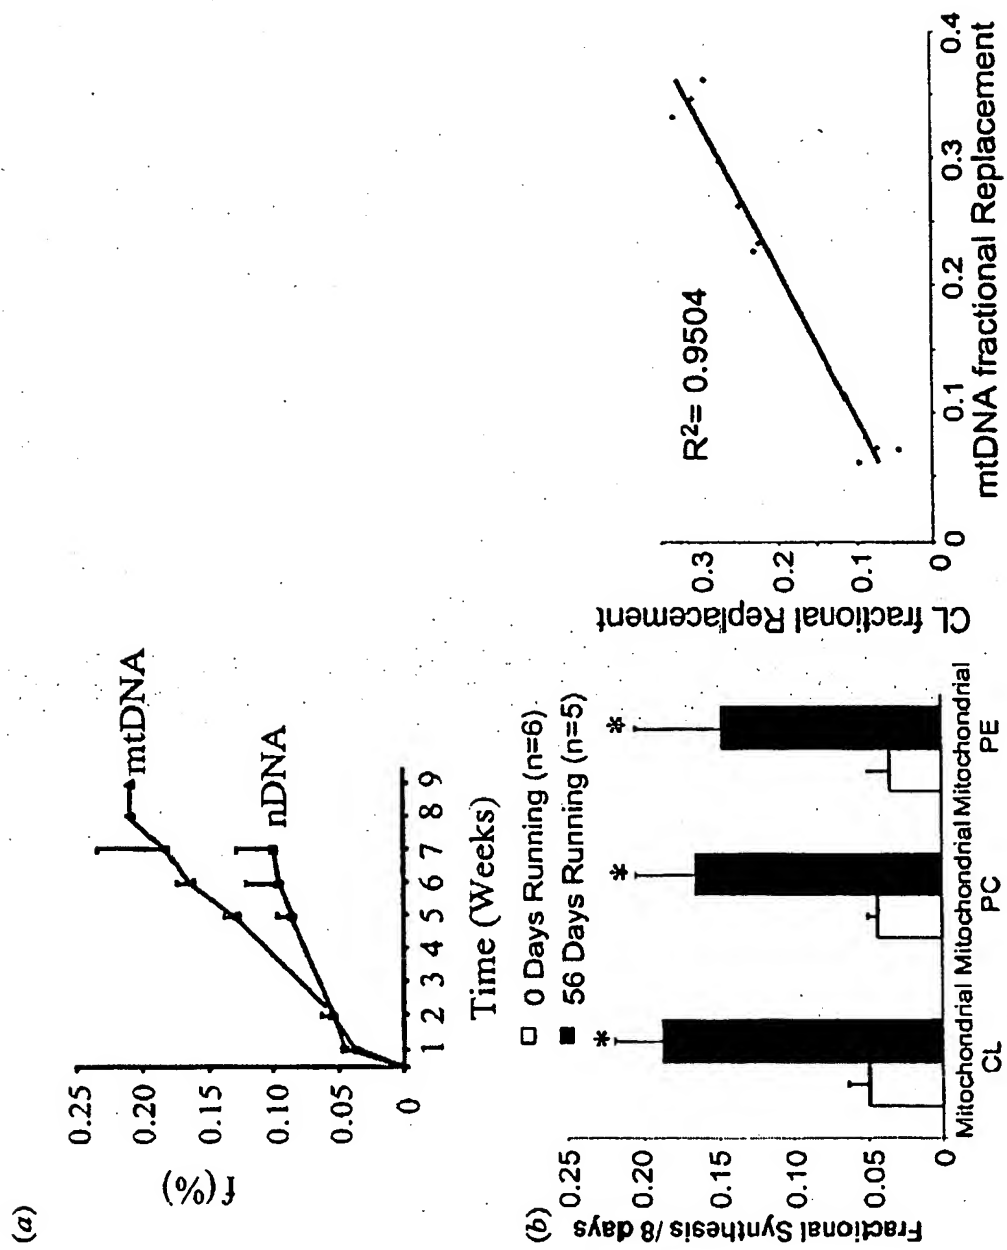 (a)
f (%)
0.25
0.20
0.15
0.10
0.05
0
1 2 3 4 5 6 7 8 9
Time (Weeks)
mtDNA
nDNA
(b)
Fractional Synthesis/8 days
0.25
0.20
0.15
0.10
0.05
0
0 Days Running (n=6)
56 Days Running (n=5)
*
*
*
Mitochondrial Mitochondrial Mitochondrial
CL PC PE
CL fractional Replacement
0.3
0.2
0.1
0
R²= 0.9504
0 0.1 0.2 0.3 0.4
mtDNA fractional Replacement